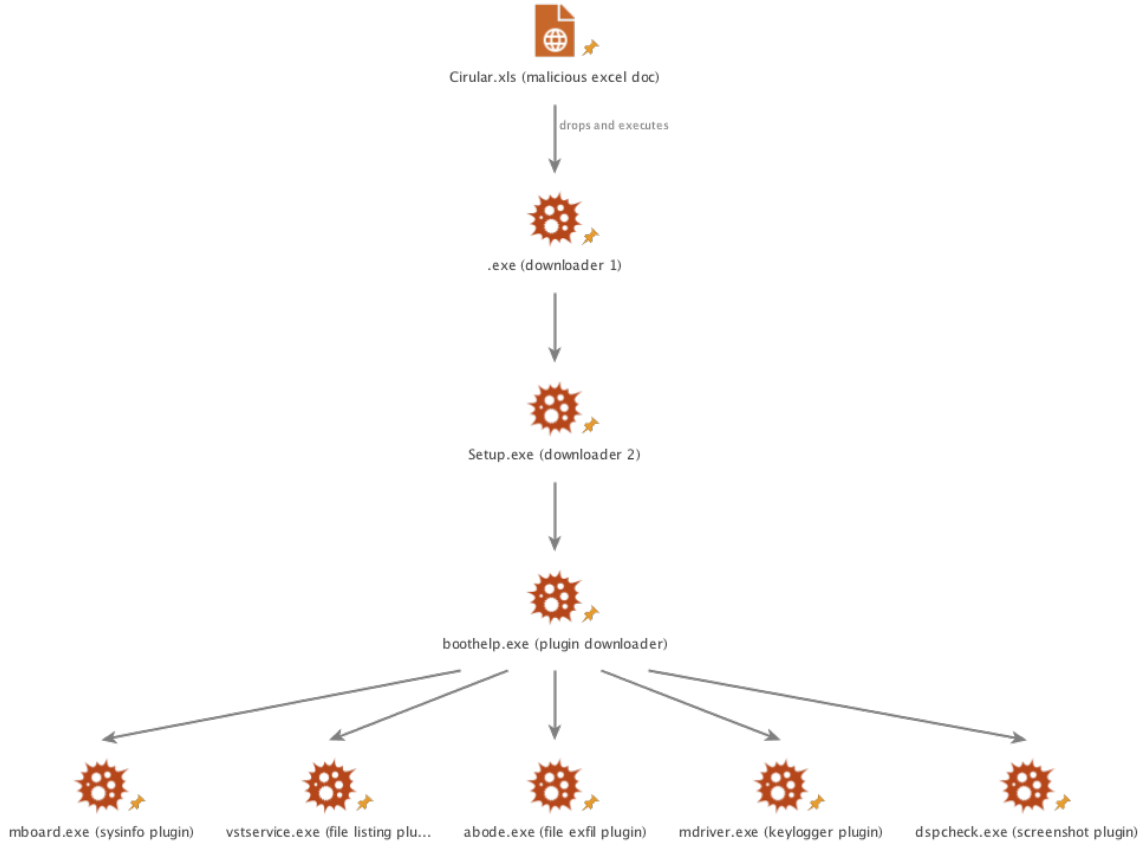 Cirular.xls (malicious excel doc)
drops and executes
.exe (downloader 1)
Setup.exe (downloader 2)
boothelp.exe (plugin downloader)
mboard.exe (sysinfo plugin)
vstservice.exe (file listing plu...
abode.exe (file exfil plugin)
mdriver.exe (keylogger plugin)
dspcheck.exe (screenshot plugin)